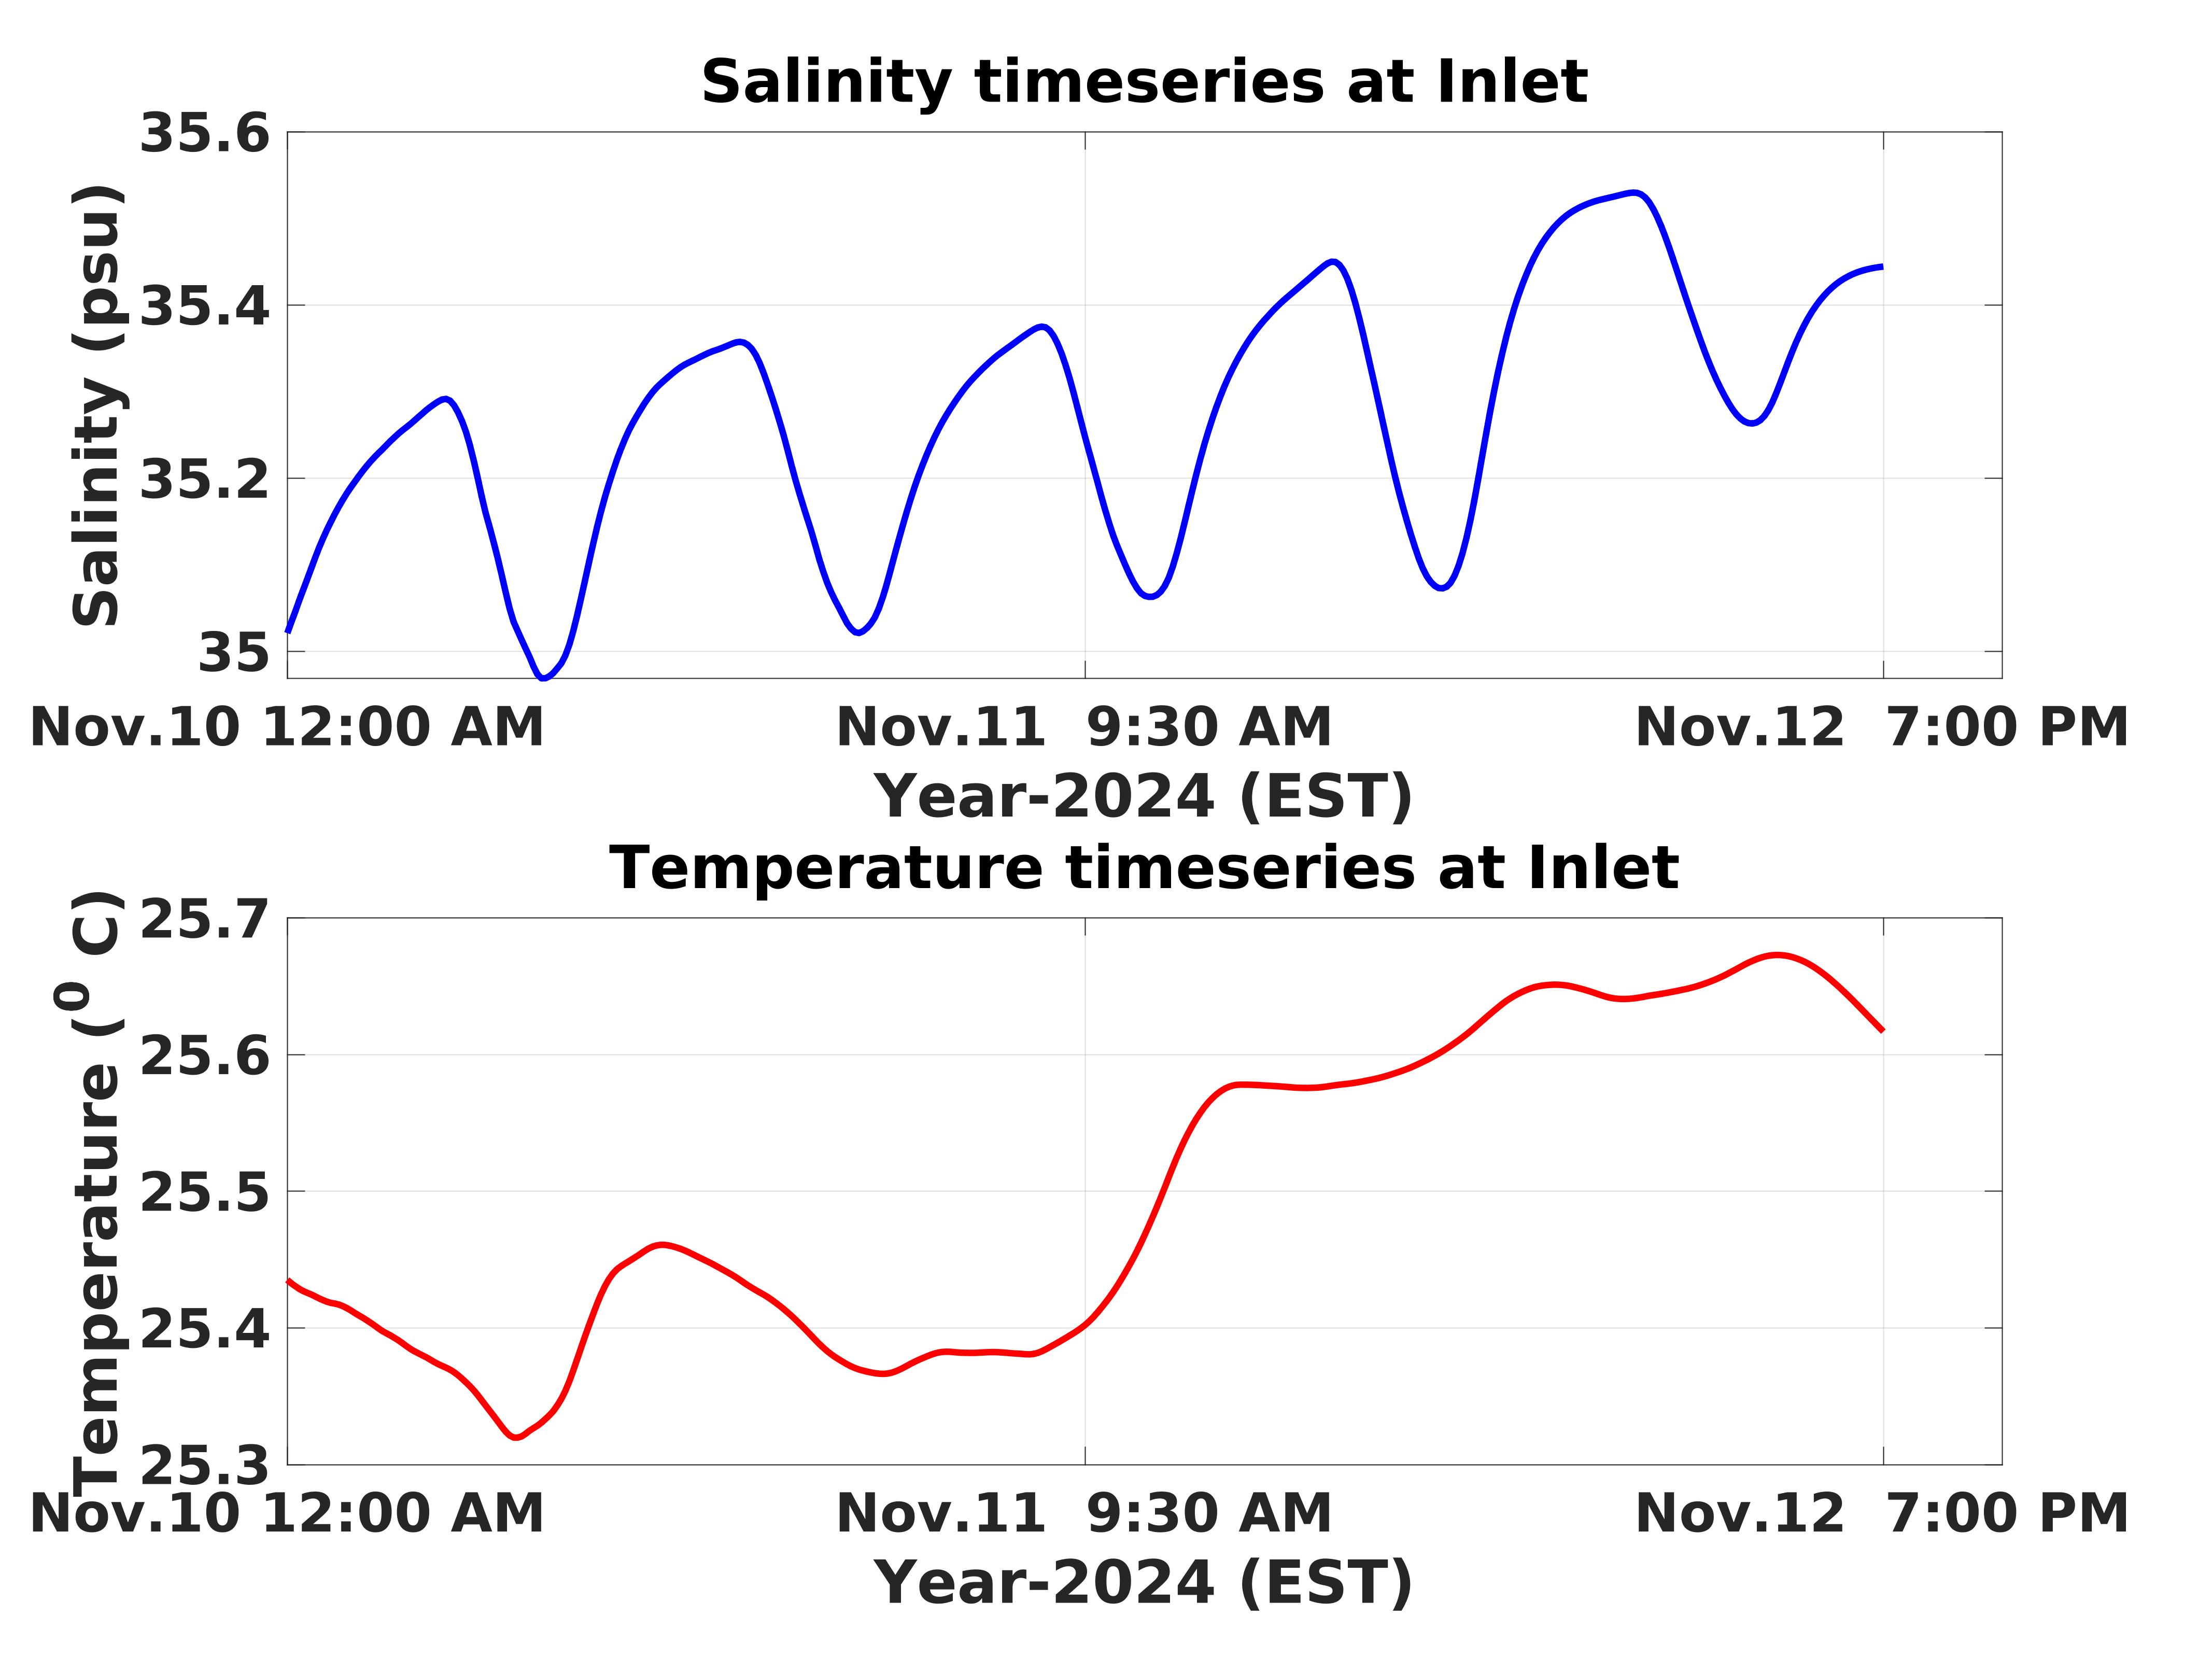 Salinity timeseries at Inlet
Salinity (psu)
35.6
35.4
35.2
35
Nov.10 12:00 AM Nov.11  9:30 AM Nov.12  7:00 PM
Year-2024 (EST)
Temperature timeseries at Inlet
Temperature (⁰ C)
25.7
25.6
25.5
25.4
25.3
Nov.10 12:00 AM Nov.11  9:30 AM Nov.12  7:00 PM
Year-2024 (EST)